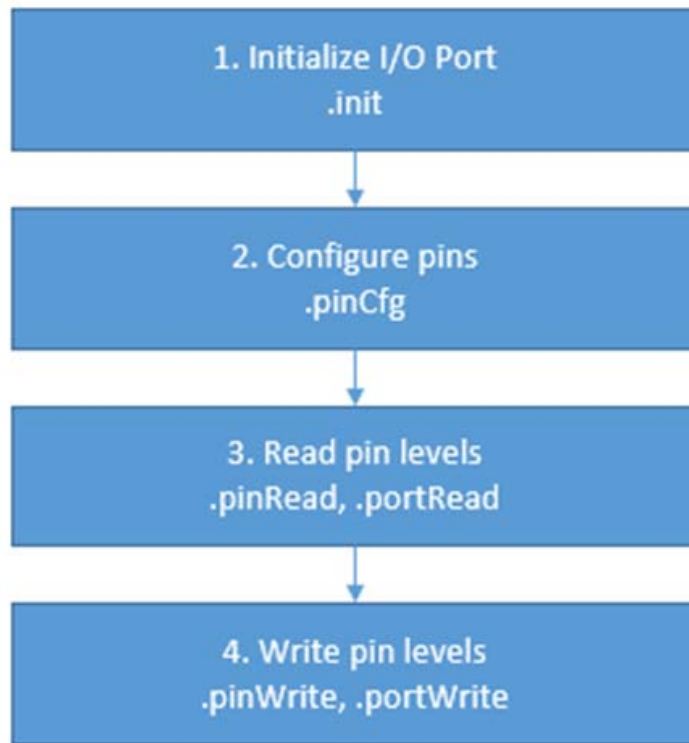 1. Initialize I/O Port
.init
2. Configure pins
.pinCfg
3. Read pin levels
.pinRead, .portRead
4. Write pin levels
.pinWrite, .portWrite